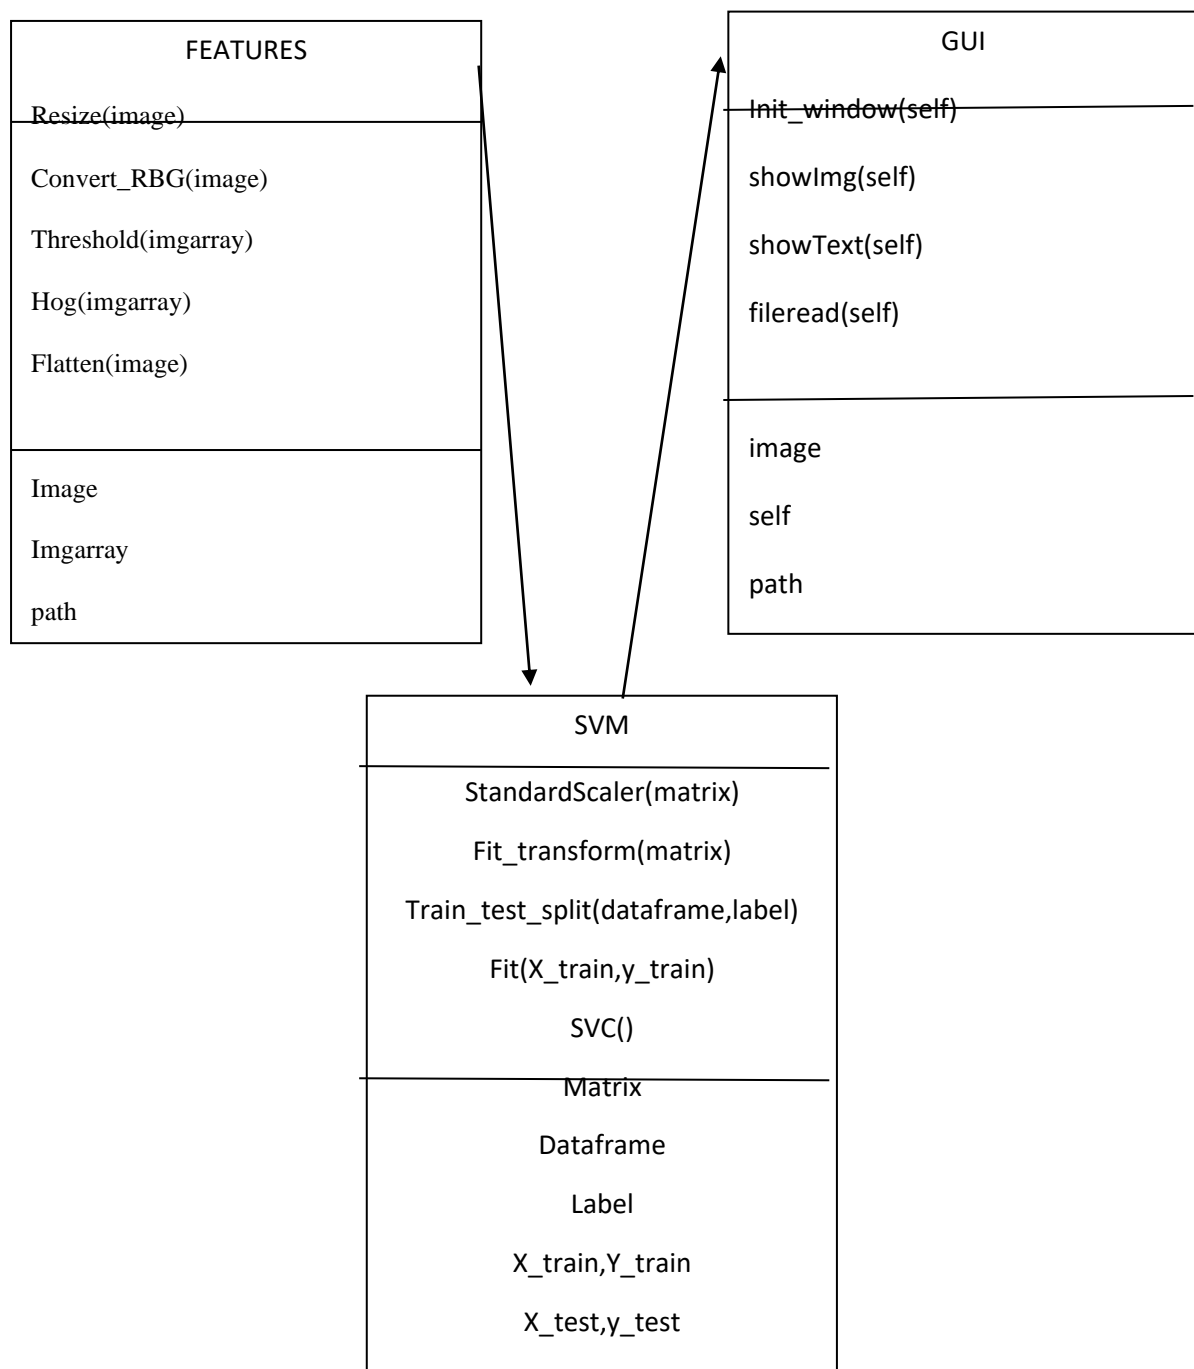 FEATURES
Resize(image)
Convert_RBG(image)
Threshold(imgarray)
Hog(imgarray)
Flatten(image)
Image
Imgarray
path
GUI
Init_window(self)
showImg(self)
showText(self)
fileread(self)
image
self
path
SVM
StandardScaler(matrix)
Fit_transform(matrix)
Train_test_split(dataframe,label)
Fit(X_train,y_train)
SVC()
Matrix
Dataframe
Label
X_train,Y_train
X_test,y_test